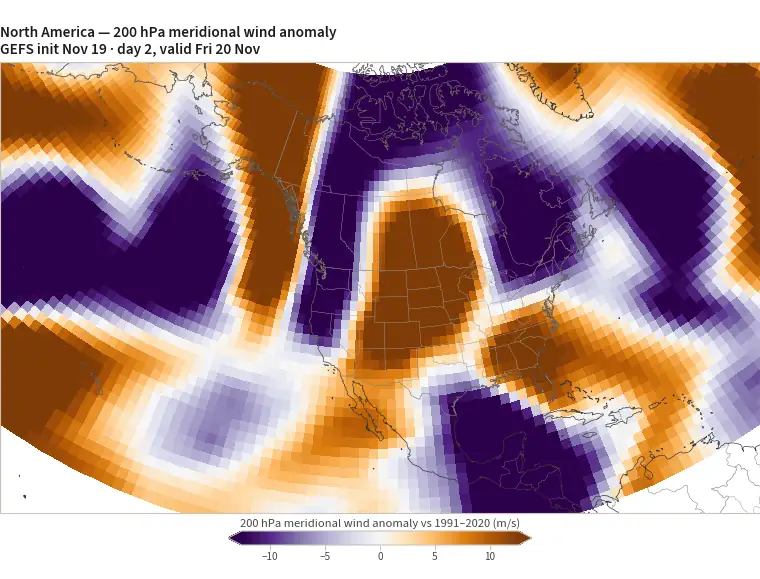 North America — 200 hPa meridional wind anomaly
GEFS init Nov 19 · day 2, valid Fri 20 Nov
200 hPa meridional wind anomaly vs 1991–2020 (m/s)
−10 −5 0 5 10